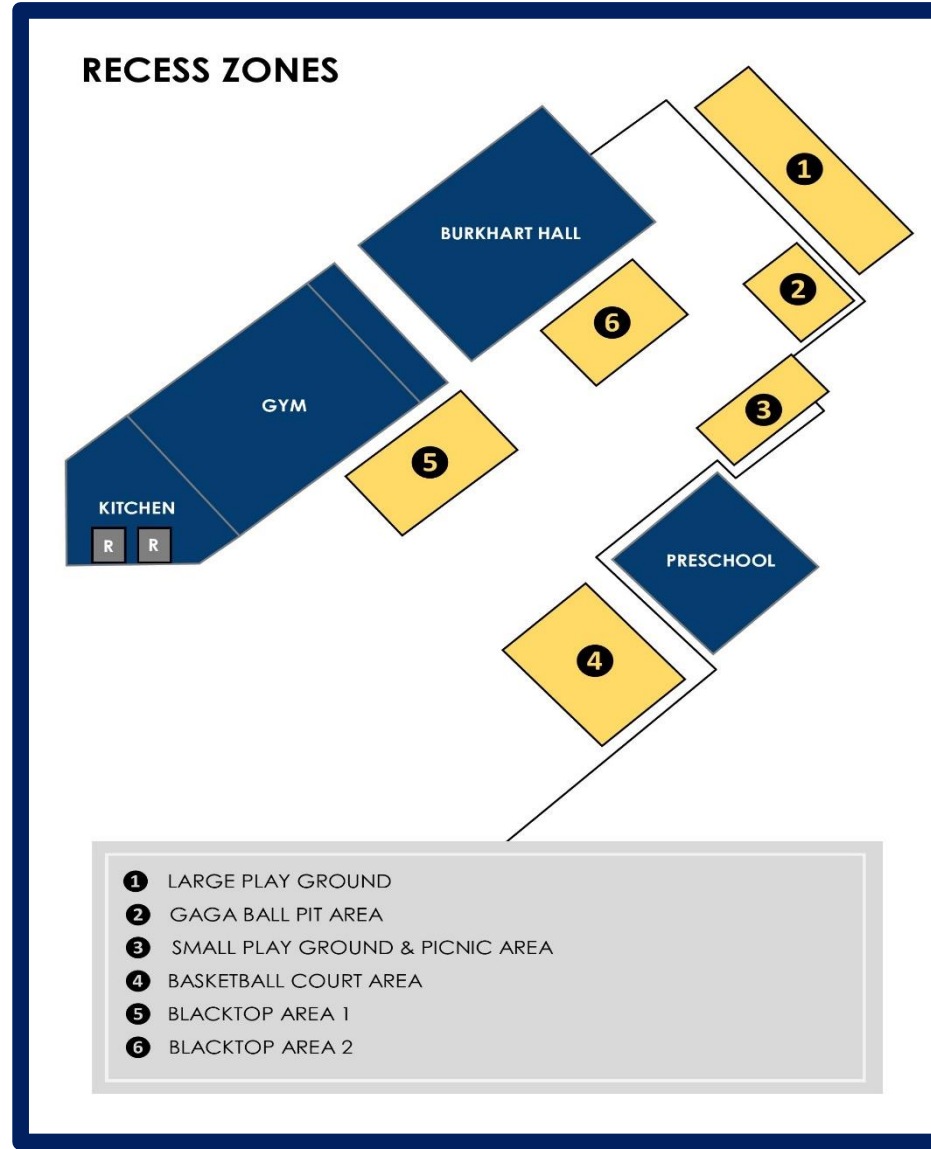 RECESS ZONES
1
BURKHART HALL
2
6
GYM
3
5
KITCHEN
R R
PRESCHOOL
4
1 LARGE PLAY GROUND
2 GAGA BALL PIT AREA
3 SMALL PLAY GROUND & PICNIC AREA
4 BASKETBALL COURT AREA
5 BLACKTOP AREA 1
6 BLACKTOP AREA 2